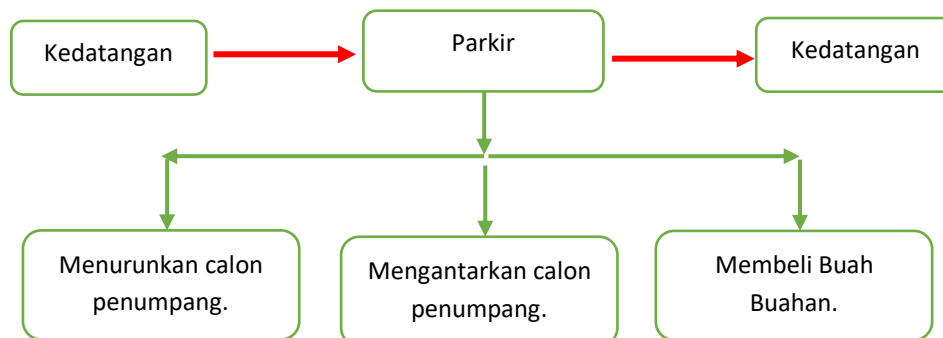 Kedatangan
Parkir
Kedatangan
Menurunkan calon
penumpang.
Mengantarkan calon
penumpang.
Membeli Buah
Buahan.